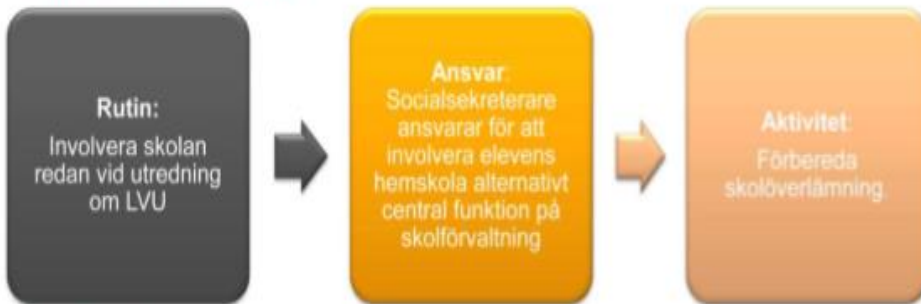 Rutin:
Involvera skolan
redan vid utredning
om LVU
Ansvar:
Socialsekreterare
ansvarar för att
involvera elevens
hemskola alternativt
central funktion på
skolförvaltning
Aktivitet:
Förbereda
skolöverlämning.